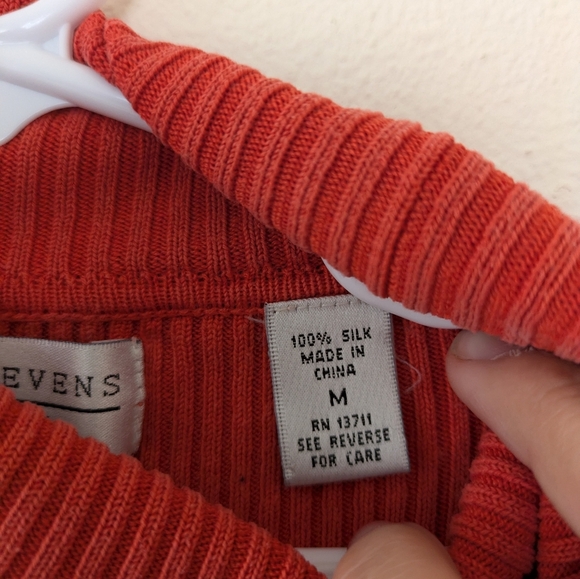 EVENS
100% SILK
MADE IN
CHINA
M
RN 13711
SEE REVERSE
FOR CARE